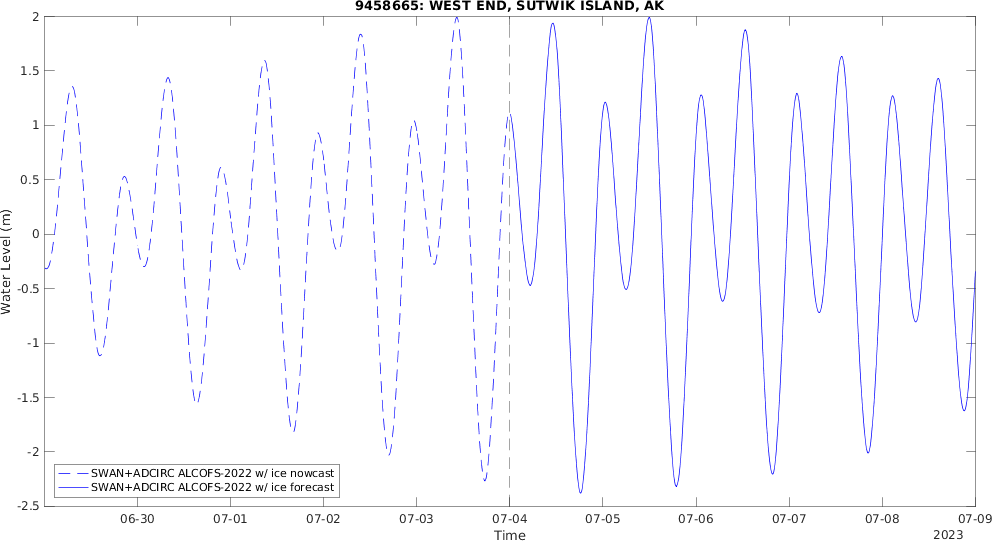 9458665: WEST END, SUTWIK ISLAND, AK
2
1.5
1
0.5
0
-0.5
-1
-1.5
-2
-2.5
Water Level (m)
SWAN+ADCIRC ALCOFS-2022 w/ ice nowcast
SWAN+ADCIRC ALCOFS-2022 w/ ice forecast
06-30 07-01 07-02 07-03 07-04 07-05 07-06 07-07 07-08 07-09
Time
2023